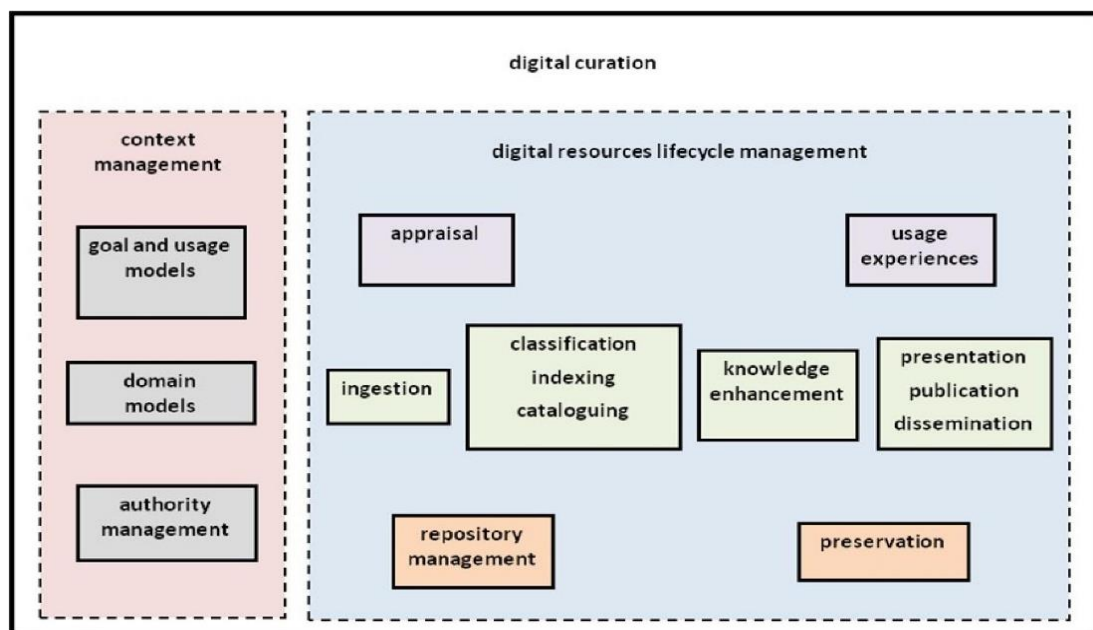 digital curation
context
management
goal and usage
models
domain
models
authority
management
digital resources lifecycle management
appraisal
usage
experiences
ingestion
classification
indexing
cataloguing
knowledge
enhancement
presentation
publication
dissemination
repository
management
preservation